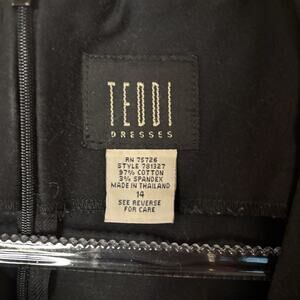 TEDDI
DRESSES
RN 75726
STYLE 781327
97% COTTON
3% SPANDEX
MADE IN THAILAND
14
SEE REVERSE
FOR CARE